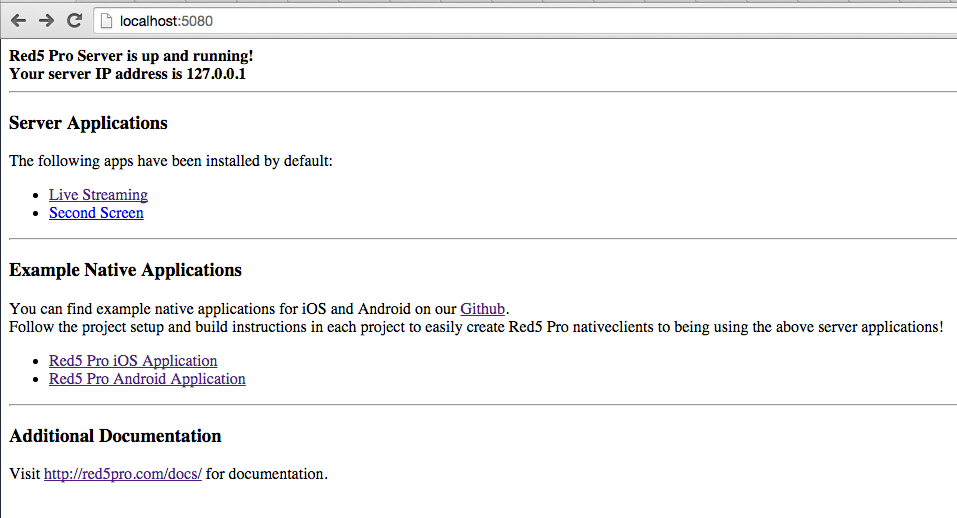 localhost:5080
Red5 Pro Server is up and running!
Your server IP address is 127.0.0.1
Server Applications
The following apps have been installed by default:
Live Streaming
Second Screen
Example Native Applications
You can find example native applications for iOS and Android on our Github.
Follow the project setup and build instructions in each project to easily create Red5 Pro nativeclients to being using the above server applications!
Red5 Pro iOS Application
Red5 Pro Android Application
Additional Documentation
Visit http://red5pro.com/docs/ for documentation.